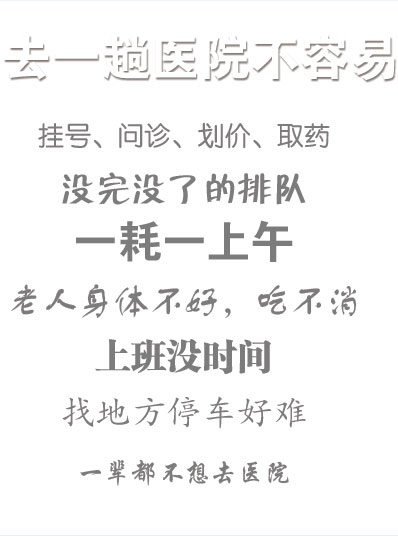 去一趟医院不容易
挂号、问诊、划价、取药
没完没了的排队
一耗一上午
老人身体不好，吃不消
上班没时间
找地方停车好难
一辈都不想去医院